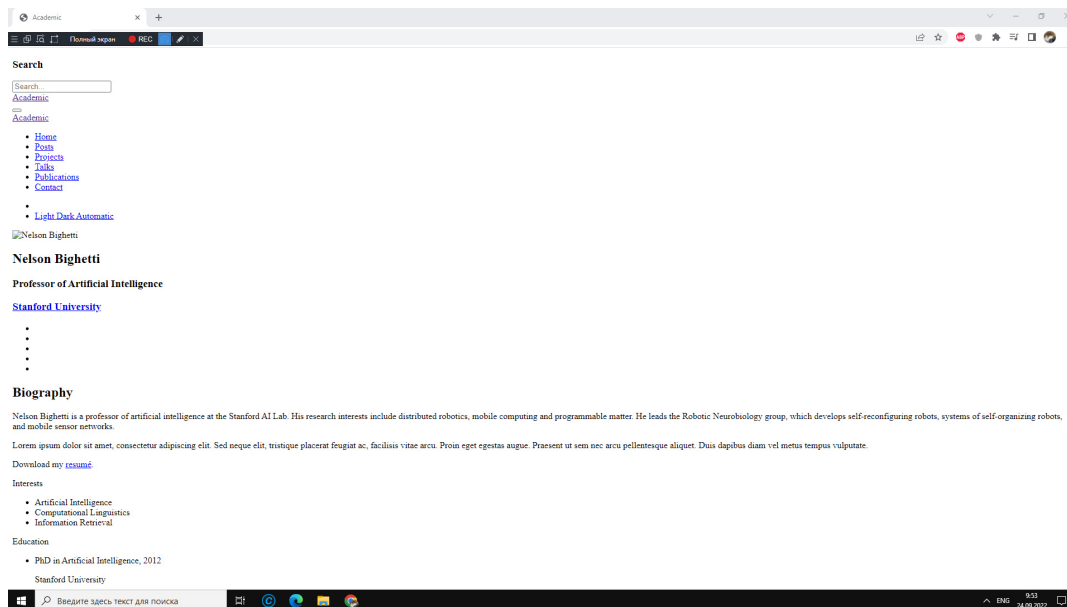 Academic
Полный экран REC
Search
Search...
Academic
Academic
Home
Posts
Projects
Talks
Publications
Contact
Light Dark Automatic
Nelson Bighetti
Nelson Bighetti
Professor of Artificial Intelligence
Stanford University
Biography
Nelson Bighetti is a professor of artificial intelligence at the Stanford AI Lab. His research interests include distributed robotics, mobile computing and programmable matter. He leads the Robotic Neurobiology group, which develops self-reconfiguring robots, systems of self-organizing robots,
and mobile sensor networks.
Lorem ipsum dolor sit amet, consectetur adipiscing elit. Sed neque elit, tristique placerat feugiat ac, facilisis vitae arcu. Proin eget egestas augue. Praesent ut sem nec arcu pellentesque aliquet. Duis dapibus diam vel metus tempus vulputate.
Download my resumé.
Interests
Artificial Intelligence
Computational Linguistics
Information Retrieval
Education
PhD in Artificial Intelligence, 2012
Stanford University
Введите здесь текст для поиска
ENG
9:53
24.09.2022